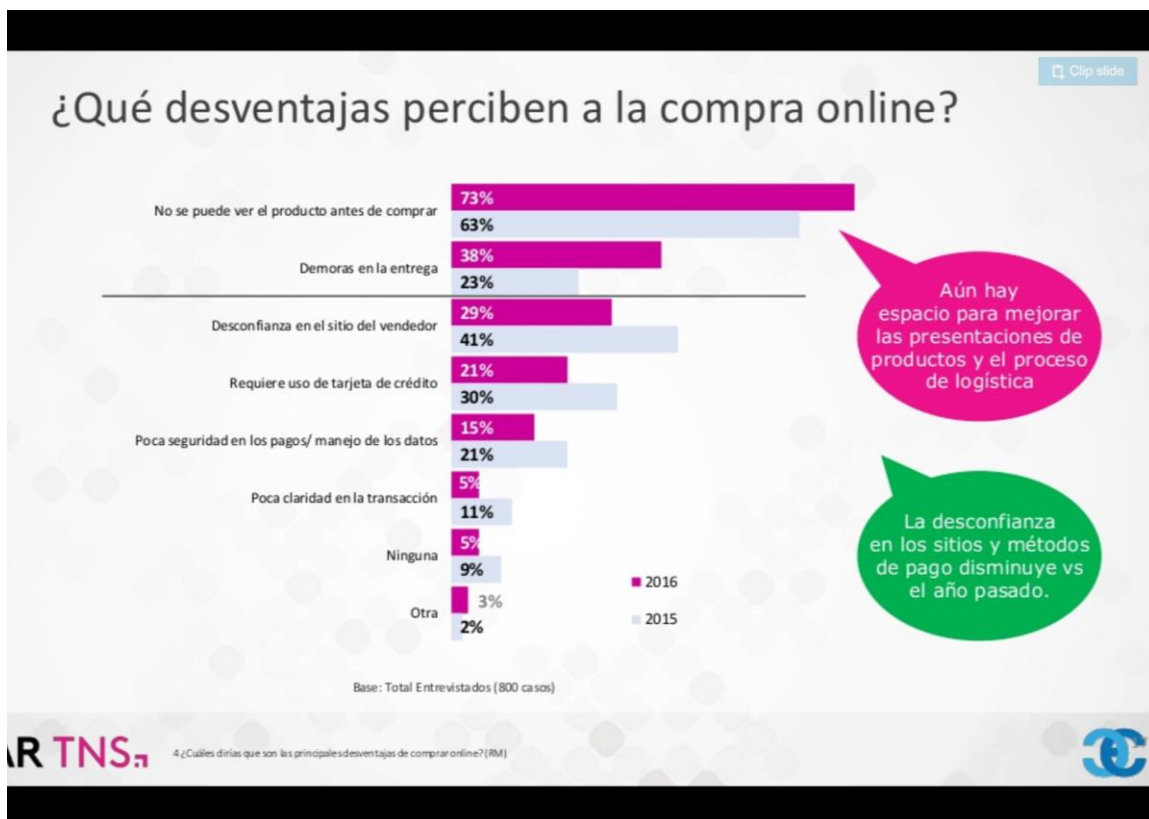 Clip slide
¿Qué desventajas perciben a la compra online?
No se puede ver el producto antes de comprar
73%
63%
Demoras en la entrega
38%
23%
Desconfianza en el sitio del vendedor
29%
41%
Requiere uso de tarjeta de crédito
21%
30%
Poca seguridad en los pagos/ manejo de los datos
15%
21%
Poca claridad en la transacción
5%
11%
Ninguna
5%
9%
Otra
3%
2%
2016
2015
Aún hay
espacio para mejorar
las presentaciones de
productos y el proceso
de logística
La desconfianza
en los sitios y métodos
de pago disminuye vs
el año pasado.
Base: Total Entrevistados (800 casos)
AR TNS
4 ¿Cuáles dirías que son las principales desventajas de comprar online? (RM)